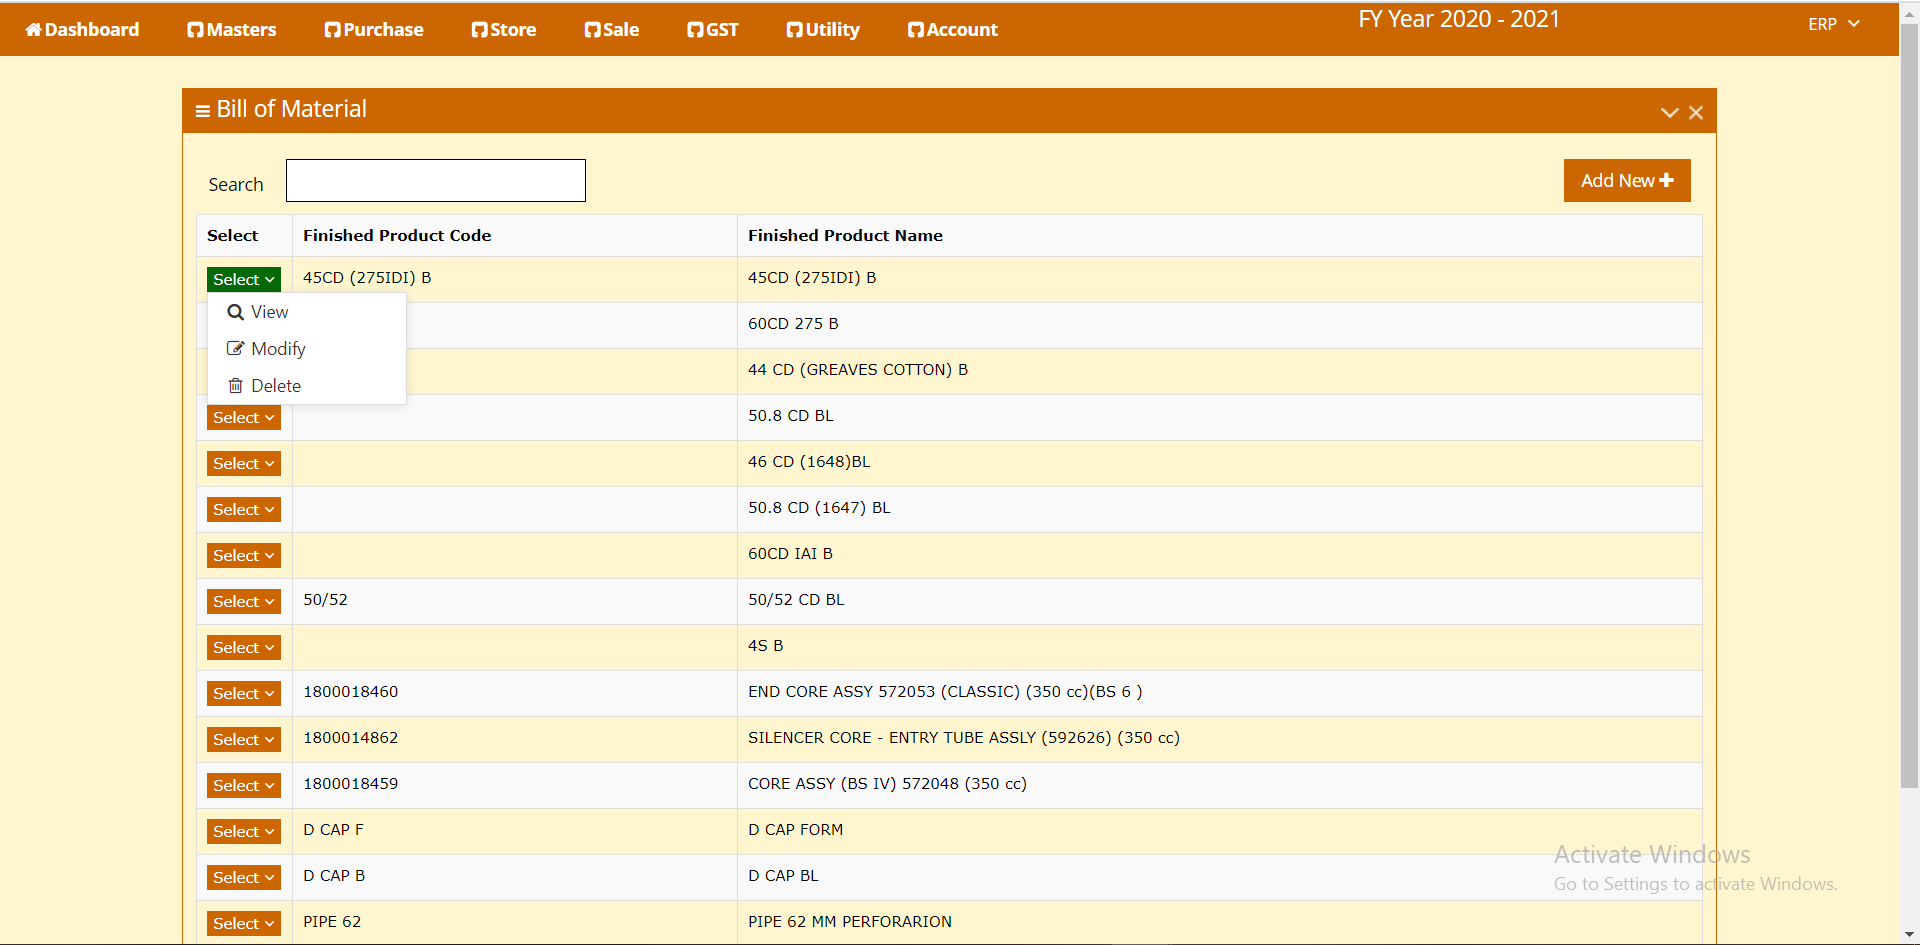 Dashboard Masters Purchase Store Sale GST Utility Account FY Year 2020 - 2021 ERP
Bill of Material
Search Add New
Select Finished Product Code Finished Product Name
Select 45CD (275IDI) B 45CD (275IDI) B
View
60CD 275 B
Modify
44 CD (GREAVES COTTON) B
Delete
Select 50.8 CD BL
Select 46 CD (1648)BL
Select 50.8 CD (1647) BL
Select 60CD IAI B
Select 50/52 50/52 CD BL
Select 4S B
Select 1800018460 END CORE ASSY 572053 (CLASSIC) (350 cc)(BS 6 )
Select 1800014862 SILENCER CORE - ENTRY TUBE ASSLY (592626) (350 cc)
Select 1800018459 CORE ASSY (BS IV) 572048 (350 cc)
Select D CAP F D CAP FORM
Activate Windows
Select D CAP B D CAP BL
Go to Settings to activate Windows.
Select PIPE 62 PIPE 62 MM PERFORARION